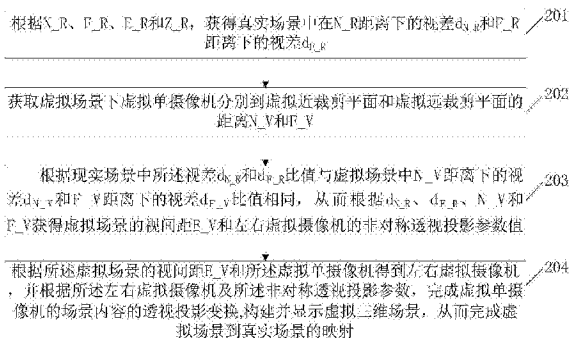 根据N_R、F_R、E_R和Z_R，获得真实场景中在N_R距离下的视差dN_R和F_R
距离下的视差dF_R
201
获取虚拟场景下虚拟单摄像机分别到虚拟近裁剪平面和虚拟远裁剪平面的
距离N_V和F_V
202
根据现实场景中所述视差dN_R和dF_R比值与虚拟场景中N_V距离下的视
差dN_V和F_V距离下的视差dF_V比值相同，从而根据dN_R、dF_R、N_V和
F_V获得虚拟场景的视间距E_V和左右虚拟摄像机的非对称透视投影参数值
203
根据所述虚拟场景的视间距E_V和所述虚拟单摄像机得到左右虚拟摄像机
，并根据所述左右虚拟摄像机及所述非对称透视投影参数，完成虚拟单摄
像机的场景内容的透视投影变换,构建并显示虚拟三维场景，从而完成虚
拟场景到真实场景的映射
204